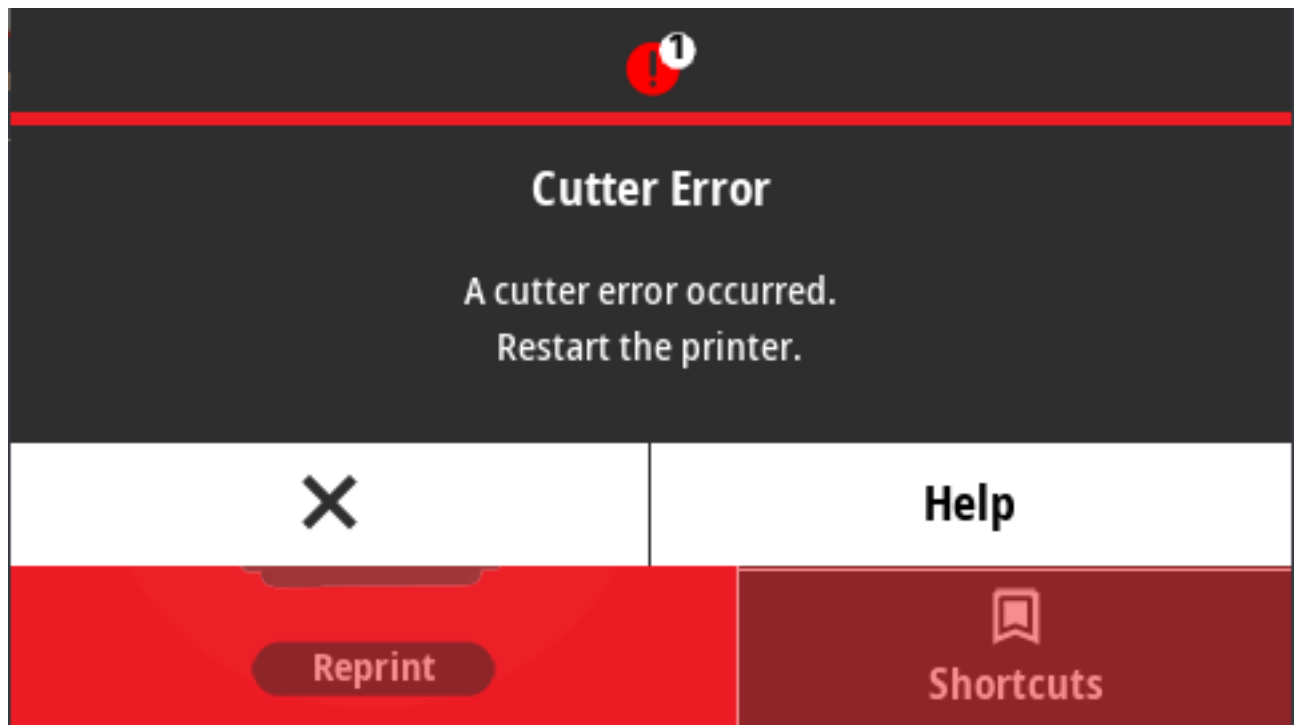 1
Cutter Error
A cutter error occurred.
Restart the printer.
Help
Reprint
Shortcuts